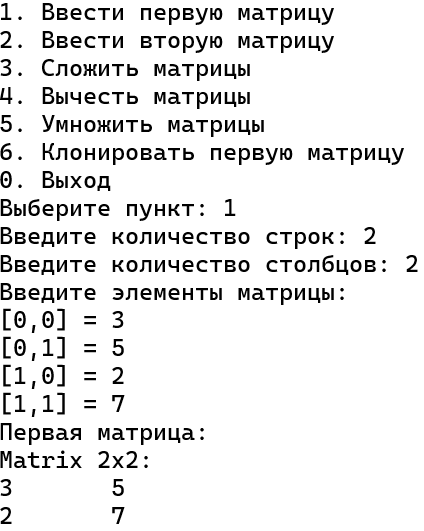 1. Ввести первую матрицу
2. Ввести вторую матрицу
3. Сложить матрицы
4. Вычесть матрицы
5. Умножить матрицы
6. Клонировать первую матрицу
0. Выход
Выберите пункт: 1
Введите количество строк: 2
Введите количество столбцов: 2
Введите элементы матрицы:
[0,0] = 3
[0,1] = 5
[1,0] = 2
[1,1] = 7
Первая матрица:
Matrix 2x2:
3       5
2       7